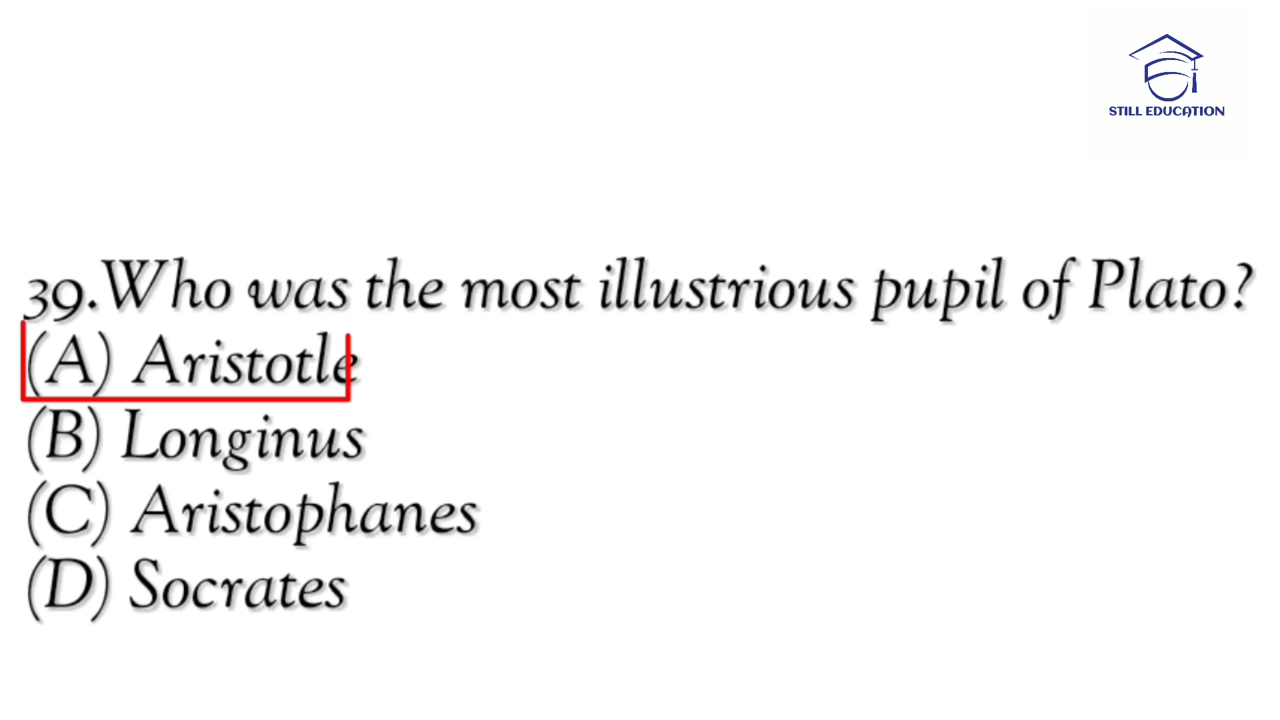 STILL EDUCATION
39.Who was the most illustrious pupil of Plato?
(A) Aristotle
(B) Longinus
(C) Aristophanes
(D) Socrates